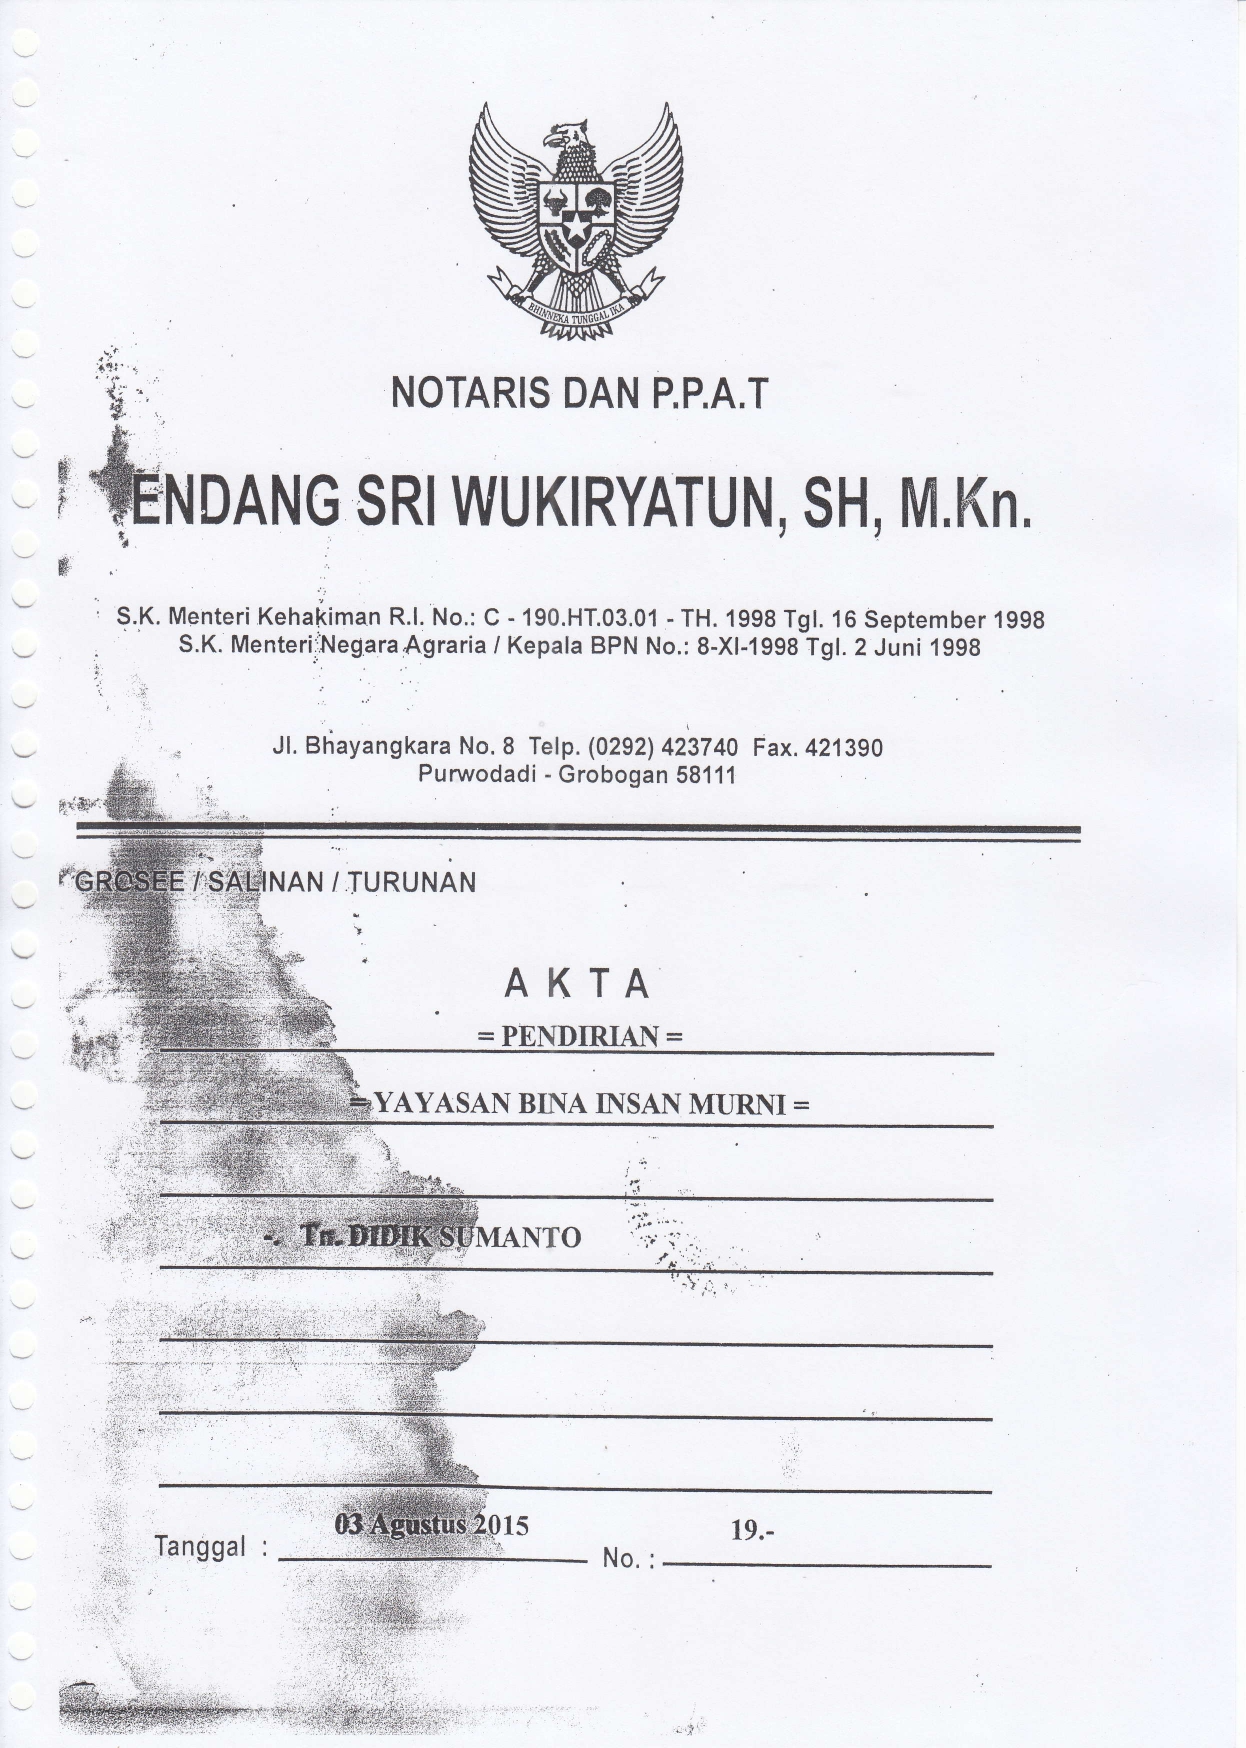 BHINNEKA TUNGGAL IKA
NOTARIS DAN P.P.A.T
ENDANG SRI WUKIRYATUN, SH, M.Kn.
S.K. Menteri Kehakiman R.I. No.: C - 190.HT.03.01 - TH. 1998 Tgl. 16 September 1998
S.K. Menteri Negara Agraria / Kepala BPN No.: 8-XI-1998 Tgl. 2 Juni 1998
Jl. Bhayangkara No. 8 Telp. (0292) 423740 Fax. 421390
Purwodadi - Grobogan 58111
GROSEE / SALINAN / TURUNAN
A K T A
= PENDIRIAN =
= YAYASAN BINA INSAN MURNI =
-. Tn. DIDIK SUMANTO
Tanggal : 03 Agustus 2015 No. : 19.-